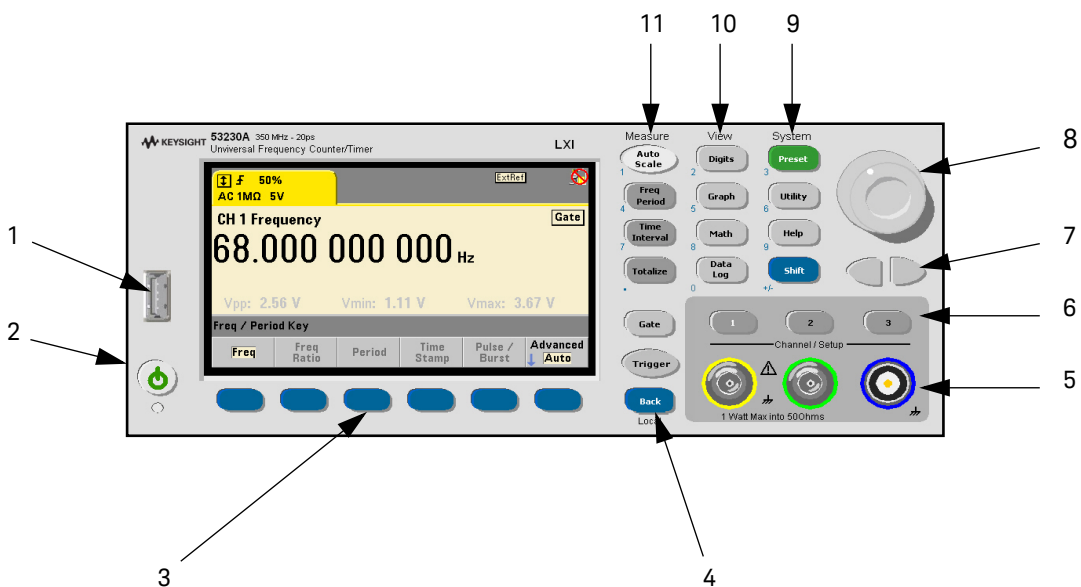 11
10
9
8
7
6
5
4
3
2
1
KEYSIGHT
53230A 350 MHz - 20ps
Universal Frequency Counter/Timer
LXI
50%
AC 1MΩ 5V
ExtRef
CH 1 Frequency
Gate
68.000 000 000 Hz
Vpp: 2.56 V Vmin: 1.11 V Vmax: 3.67 V
Freq / Period Key
Freq
Freq
Ratio
Period
Time
Stamp
Pulse /
Burst
Advanced
Auto
Measure
View
System
Auto
Scale
1
Digits
2
Preset
3
Freq
Period
4
Graph
5
Utility
6
Time
Interval
7
Math
8
Help
9
Totalize
.
Data
Log
0
Shift
+/-
Gate
Trigger
Back
Local
1
2
3
Channel / Setup
1 Watt Max into 50Ohms